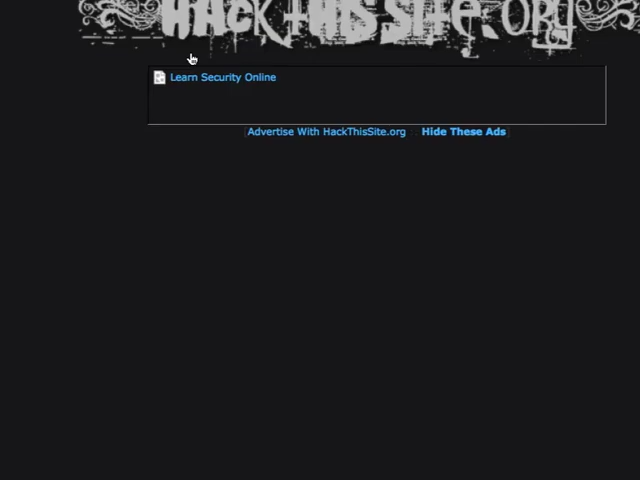 HACKTHISSITE.ORG
Learn Security Online
[Advertise With HackThisSite.org :: Hide These Ads]